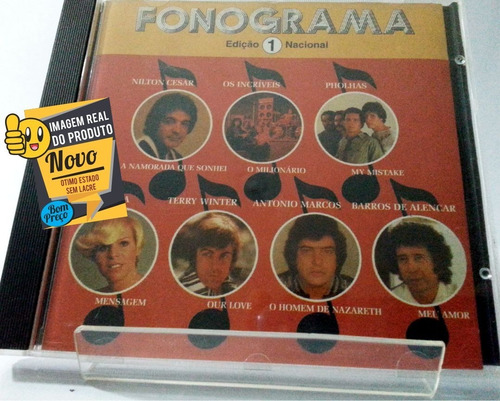 FONOGRAMA
Edição 1 Nacional
NILTON CESAR
OS INCRÍVEIS
PHOLHAS
A NAMORADA QUE SONHEI
O MILIONÁRIO
MY MISTAKE
TERRY WINTER
ANTONIO MARCOS
BARROS DE ALENCAR
MENSAGEM
OUR LOVE
O HOMEM DE NAZARETH
MEU AMOR
IMAGEM REAL
DO PRODUTO
Novo
OTIMO ESTADO
SEM LACRE
Bom
Preço